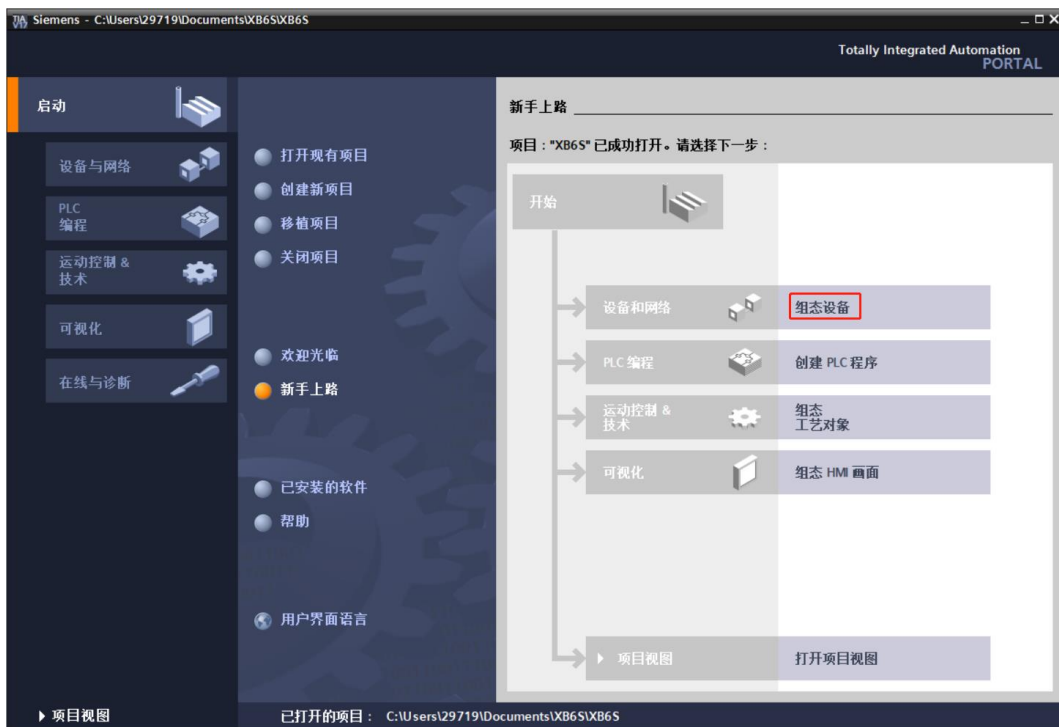 Siemens - C:\Users\29719\Documents\XB6S\XB6S
Totally Integrated Automation
PORTAL
启动
设备与网络
PLC
编程
运动控制 &
技术
可视化
在线与诊断
打开现有项目
创建新项目
移植项目
关闭项目
欢迎光临
新手上路
已安装的软件
帮助
用户界面语言
新手上路
项目："XB6S" 已成功打开。请选择下一步：
开始
设备和网络
组态设备
PLC 编程
创建 PLC 程序
运动控制 &
技术
组态
工艺对象
可视化
组态 HMI 画面
项目视图
打开项目视图
项目视图
已打开的项目： C:\Users\29719\Documents\XB6S\XB6S